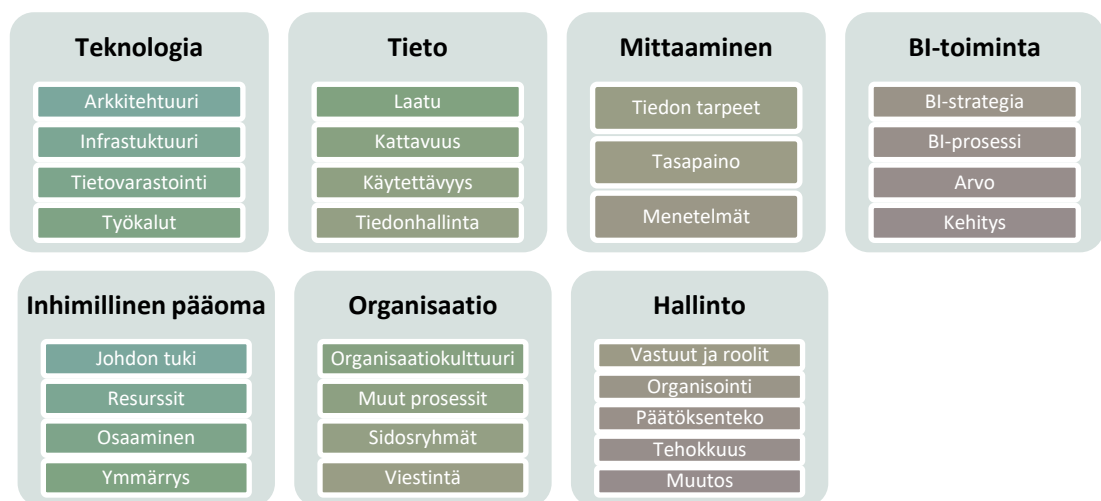 Teknologia
Arkkitehtuuri
Infrastuktuuri
Tietovarastointi
Työkalut
Tieto
Laatu
Kattavuus
Käytettävyys
Tiedonhallinta
Mittaaminen
Tiedon tarpeet
Tasapaino
Menetelmät
BI-toiminta
BI-strategia
BI-prosessi
Arvo
Kehitys
Inhimillinen pääoma
Johdon tuki
Resurssit
Osaaminen
Ymmärrys
Organisaatio
Organisaatiokulttuuri
Muut prosessit
Sidosryhmät
Viestintä
Hallinto
Vastuut ja roolit
Organisointi
Päätöksenteko
Tehokkuus
Muutos